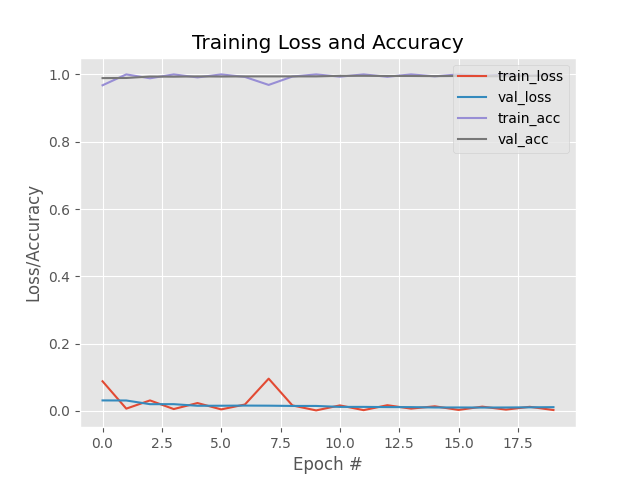 Training Loss and Accuracy
1.0
0.8
0.6
0.4
0.2
0.0
Loss/Accuracy
train_loss
val_loss
train_acc
val_acc
0.0 2.5 5.0 7.5 10.0 12.5 15.0 17.5
Epoch #